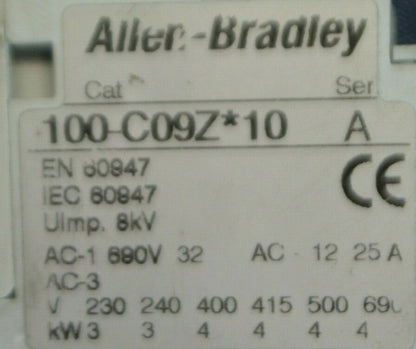 Allen-Bradley
Cat Ser
100-C09Z*10 A
EN 60947
IEC 60947
UImp. 8kV
AC-1 690V 32 AC - 12 25 A
AC-3
V 230 240 400 415 500 690
kW 3 3 4 4 4 4